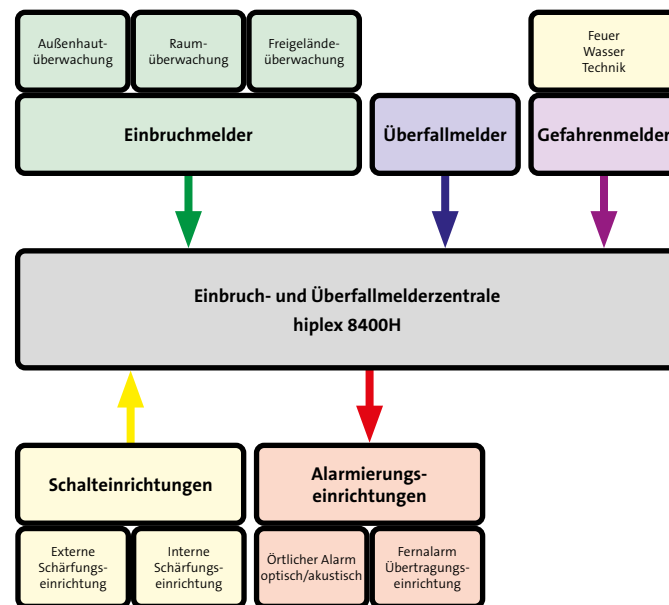 Außenhaut-
überwachung
Raum-
überwachung
Freigelände-
überwachung
Feuer
Wasser
Technik
Einbruchmelder
Überfallmelder
Gefahrenmelder
Einbruch- und Überfallmelderzentrale
hiplex 8400H
Schalteinrichtungen
Alarmierungs-
einrichtungen
Externe
Schärfungs-
einrichtung
Interne
Schärfungs-
einrichtung
Örtlicher Alarm
optisch/akustisch
Fernalarm
Übertragungs-
einrichtung